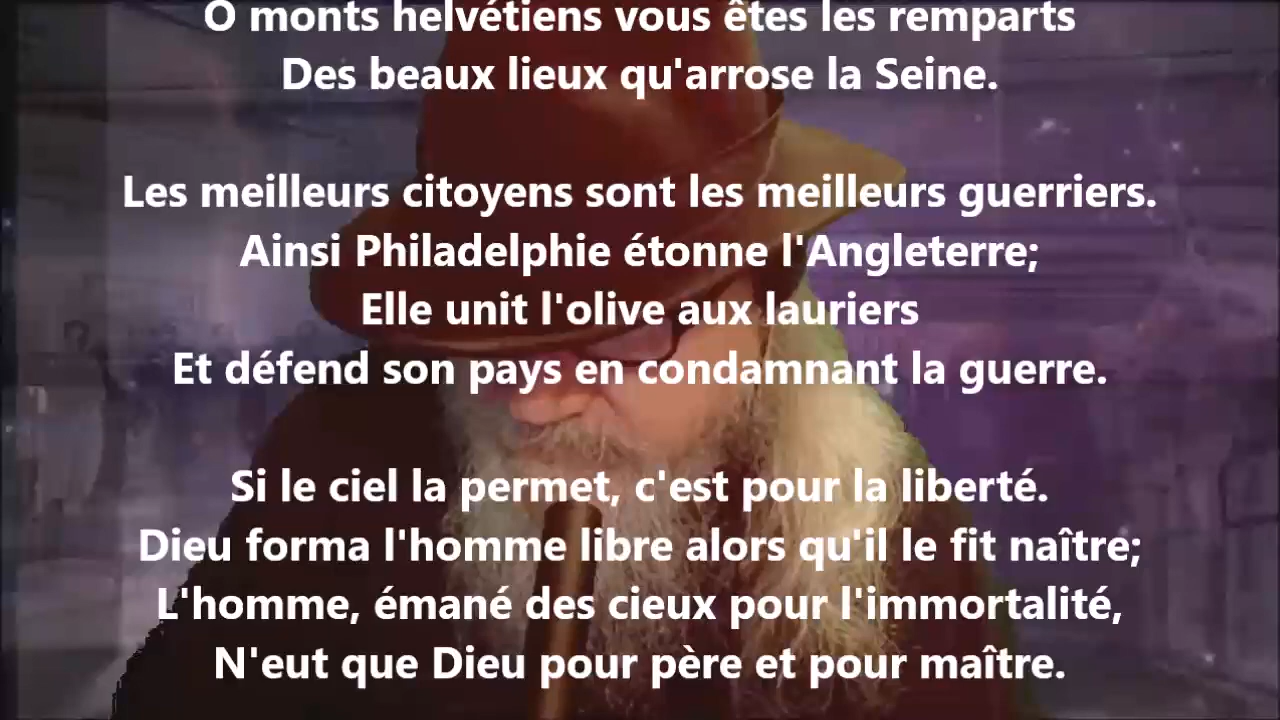 O monts helvétiens vous êtes les remparts
Des beaux lieux qu'arrose la Seine.
Les meilleurs citoyens sont les meilleurs guerriers.
Ainsi Philadelphie étonne l'Angleterre;
Elle unit l'olive aux lauriers
Et défend son pays en condamnant la guerre.
Si le ciel la permet, c'est pour la liberté.
Dieu forma l'homme libre alors qu'il le fit naître;
L'homme, émané des cieux pour l'immortalité,
N'eut que Dieu pour père et pour maître.